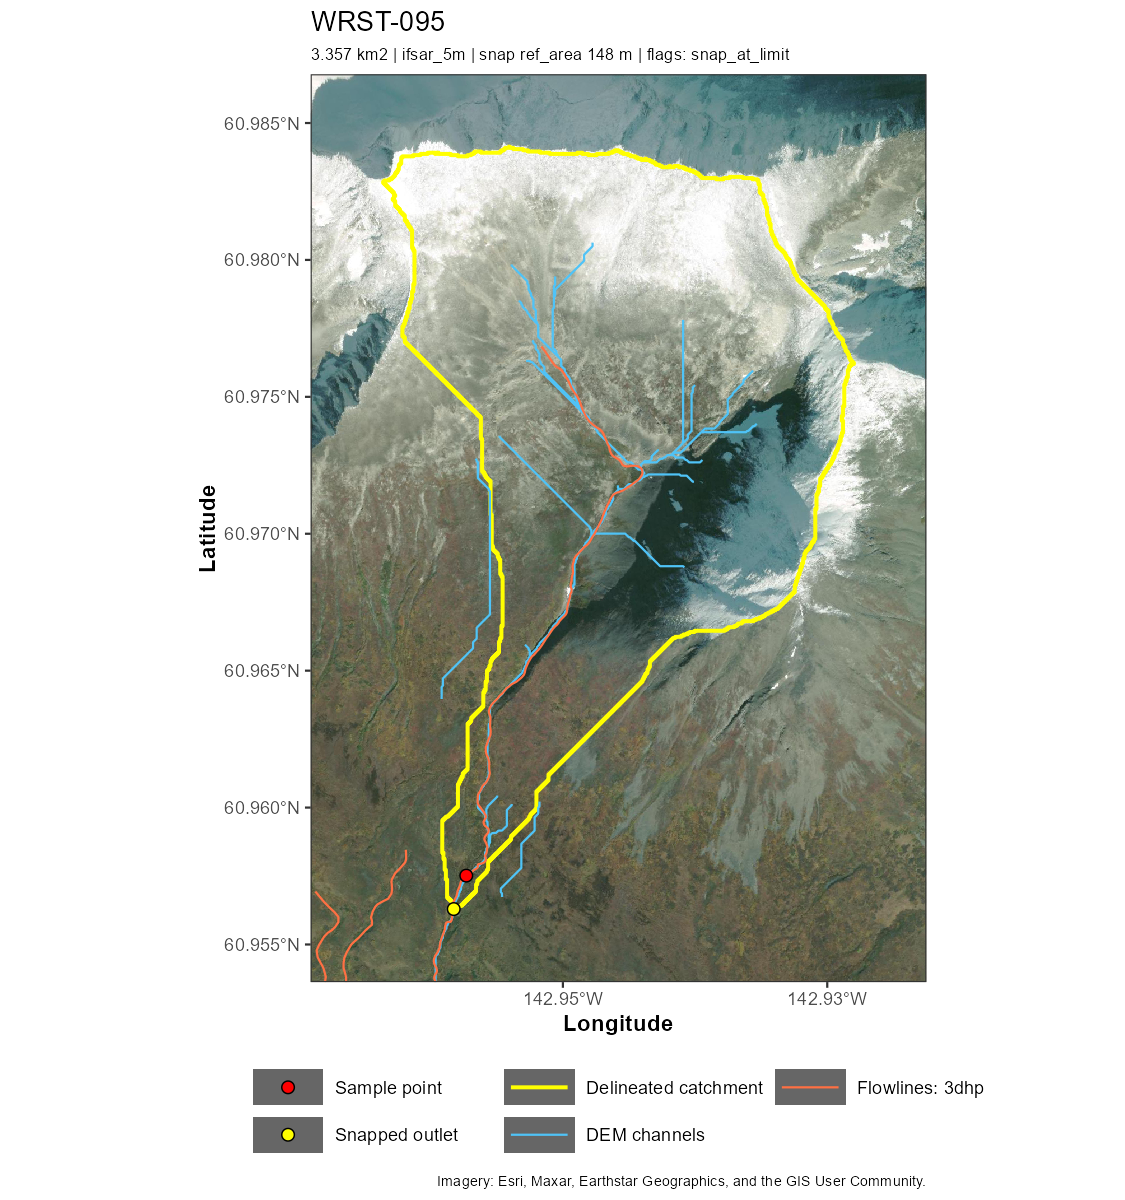 WRST-095
3.357 km2 | ifsar_5m | snap ref_area 148 m | flags: snap_at_limit
60.985°N
60.980°N
60.975°N
60.970°N
60.965°N
60.960°N
60.955°N
Latitude
142.95°W 142.93°W
Longitude
Sample point Delineated catchment Flowlines: 3dhp
Snapped outlet DEM channels
Imagery: Esri, Maxar, Earthstar Geographics, and the GIS User Community.